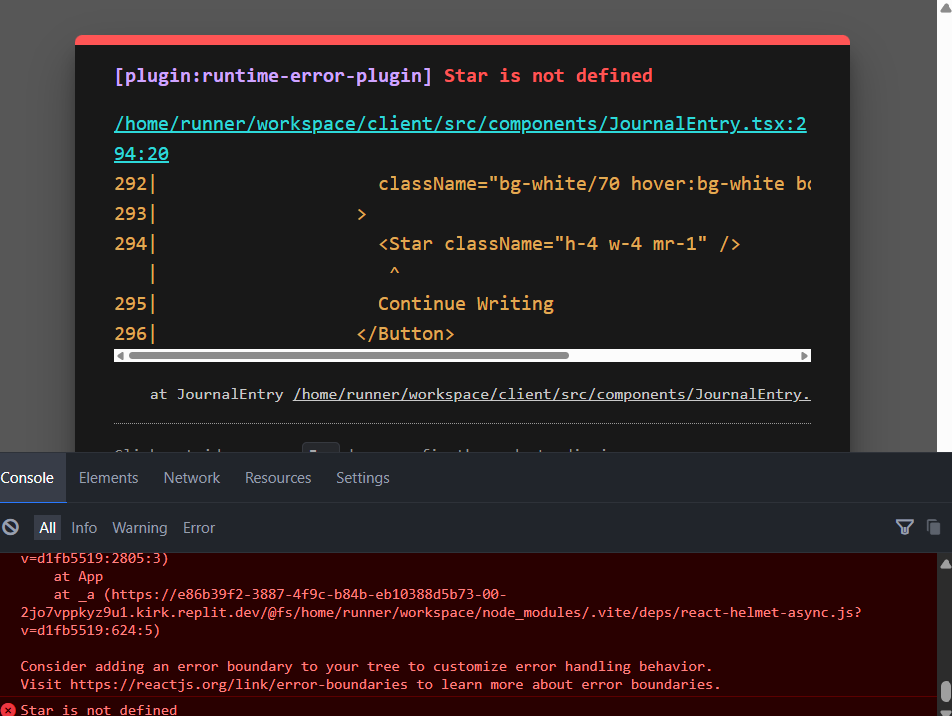 [plugin:runtime-error-plugin] Star is not defined
/home/runner/workspace/client/src/components/JournalEntry.tsx:2
94:20
292| className="bg-white/70 hover:bg-white
293| >
294| <Star className="h-4 w-4 mr-1" />
| ^
295| Continue Writing
296| </Button>
at JournalEntry /home/runner/workspace/client/src/components/JournalEntry.
Console Elements Network Resources Settings
All Info Warning Error
v=d1fb5519:2805:3)
at App
at _a (https://e86b39f2-3887-4f9c-b84b-eb10388d5b73-00-
2jo7vppkyz9u1.kirk.replit.dev/@fs/home/runner/workspace/node_modules/.vite/deps/react-helmet-async.js?
v=d1fb5519:624:5)
Consider adding an error boundary to your tree to customize error handling behavior.
Visit https://reactjs.org/link/error-boundaries to learn more about error boundaries.
Star is not defined